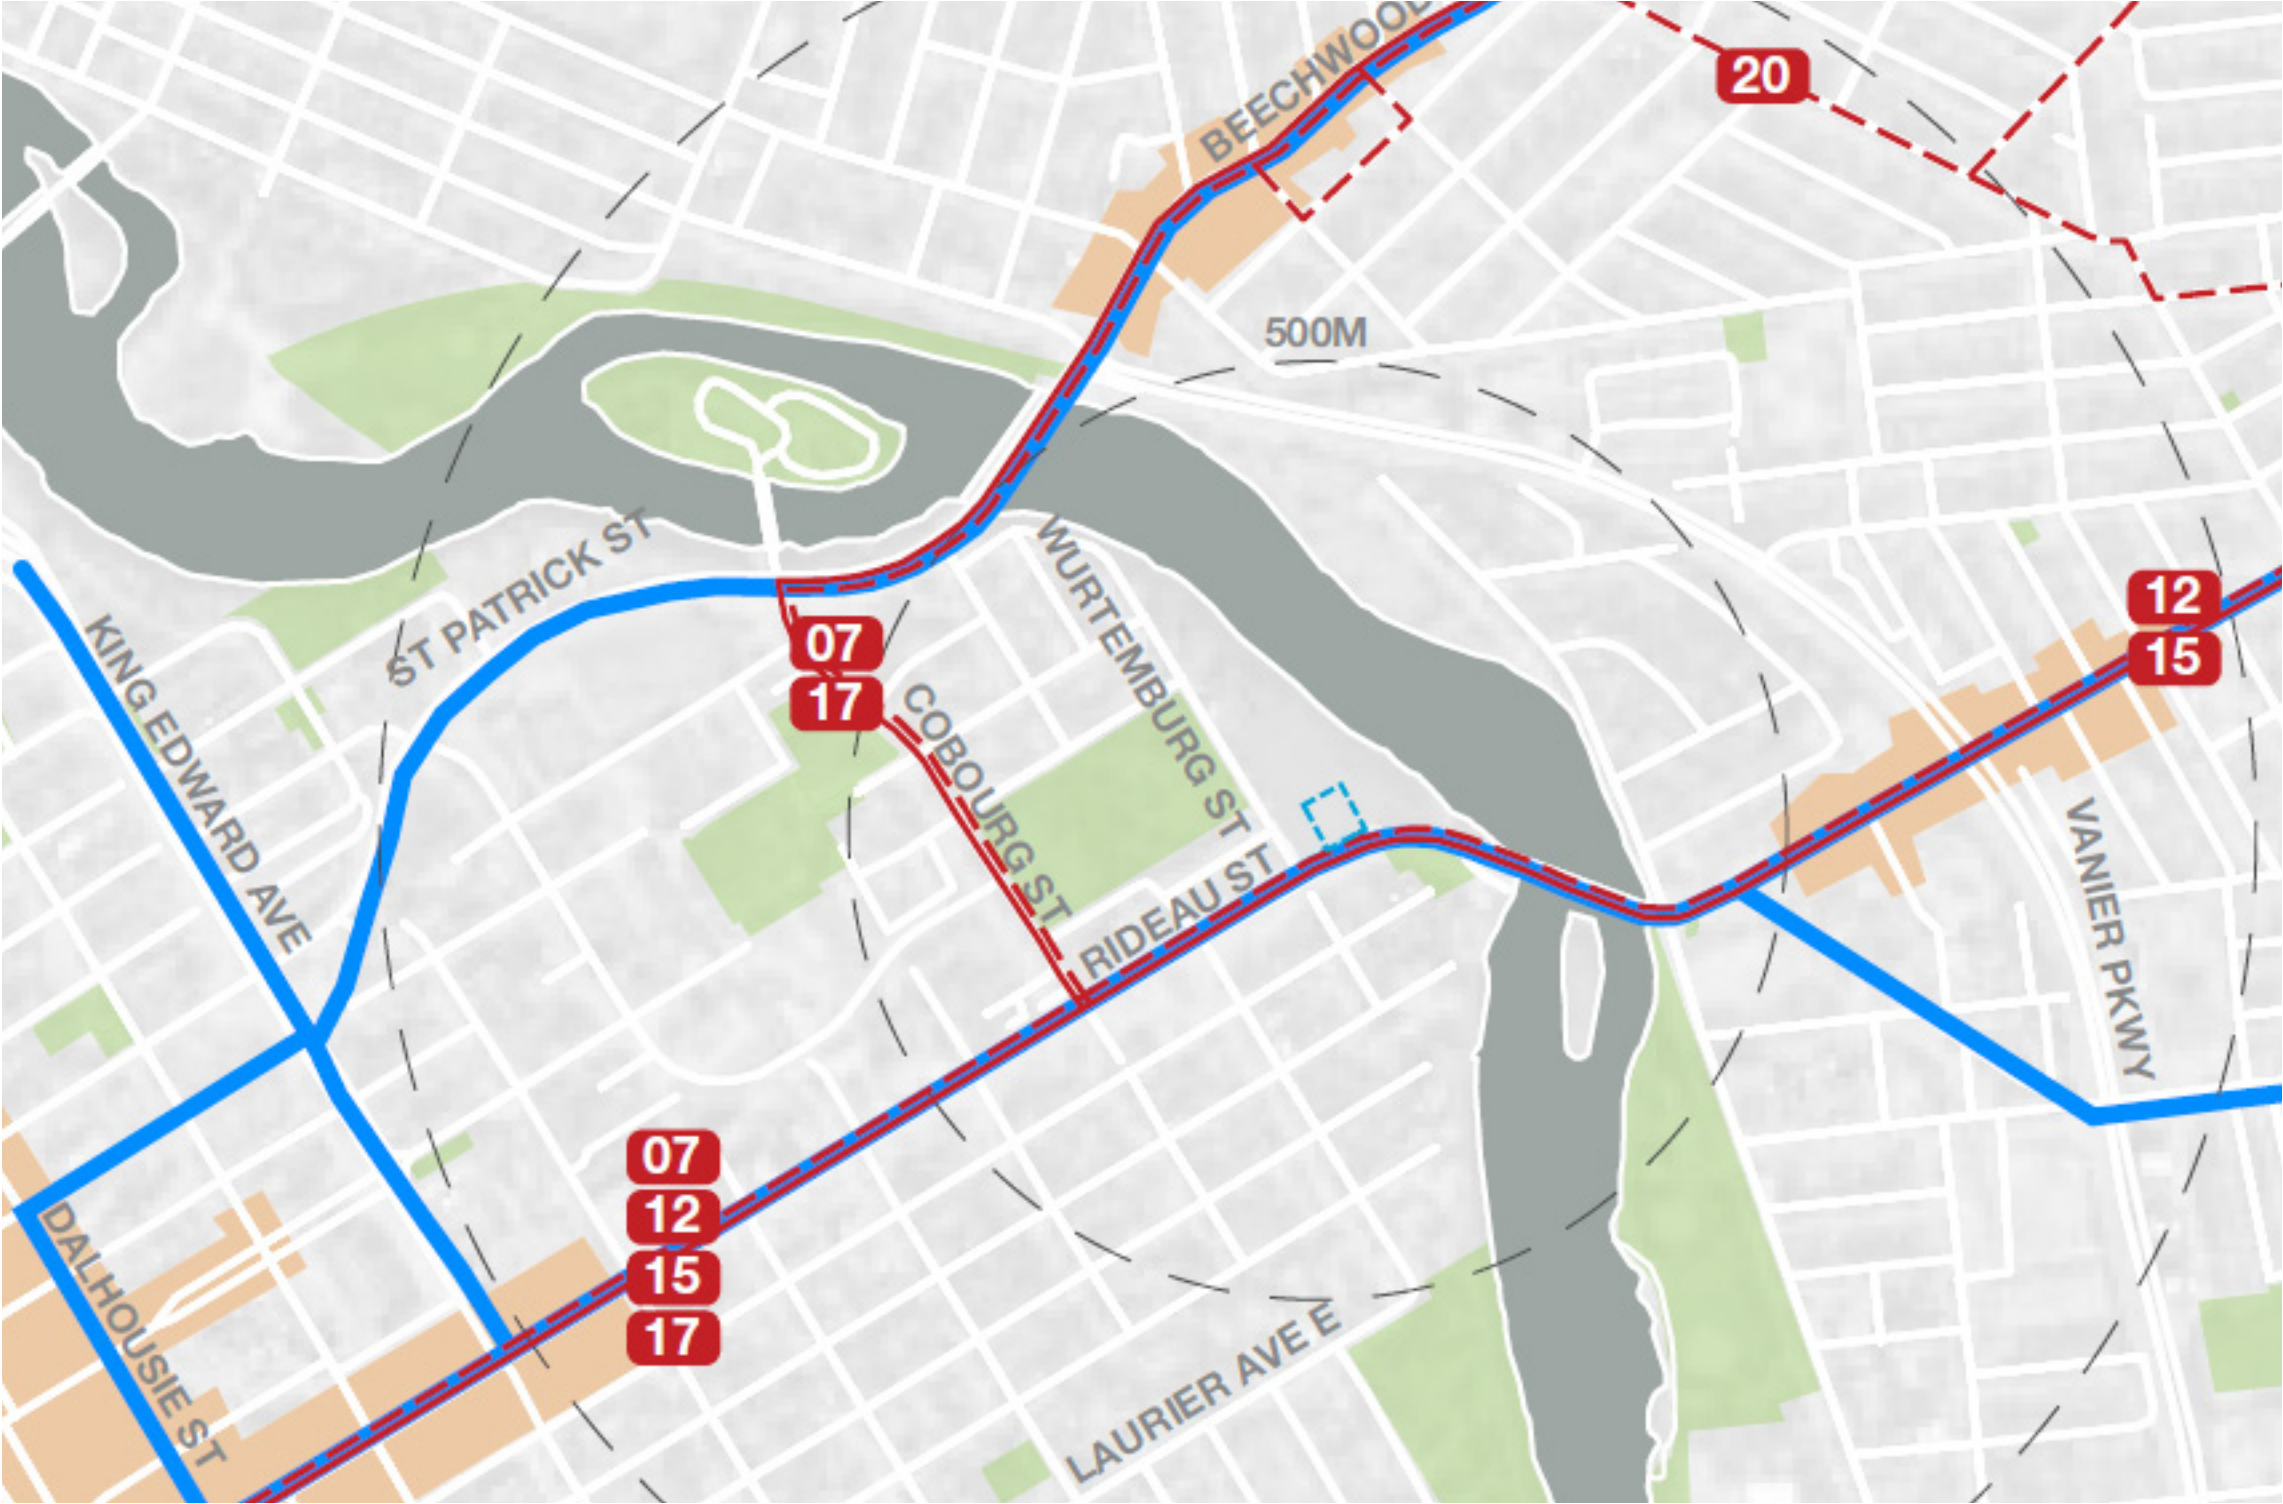 BEECHWOOD
20
500M
ST PATRICK ST
WURTEMBURG ST
KING EDWARD AVE
12
15
07
17
COBOURG ST
RIDEAU ST
VANIER PKWY
07
12
15
17
DALHOUSIE ST
LAURIER AVE E